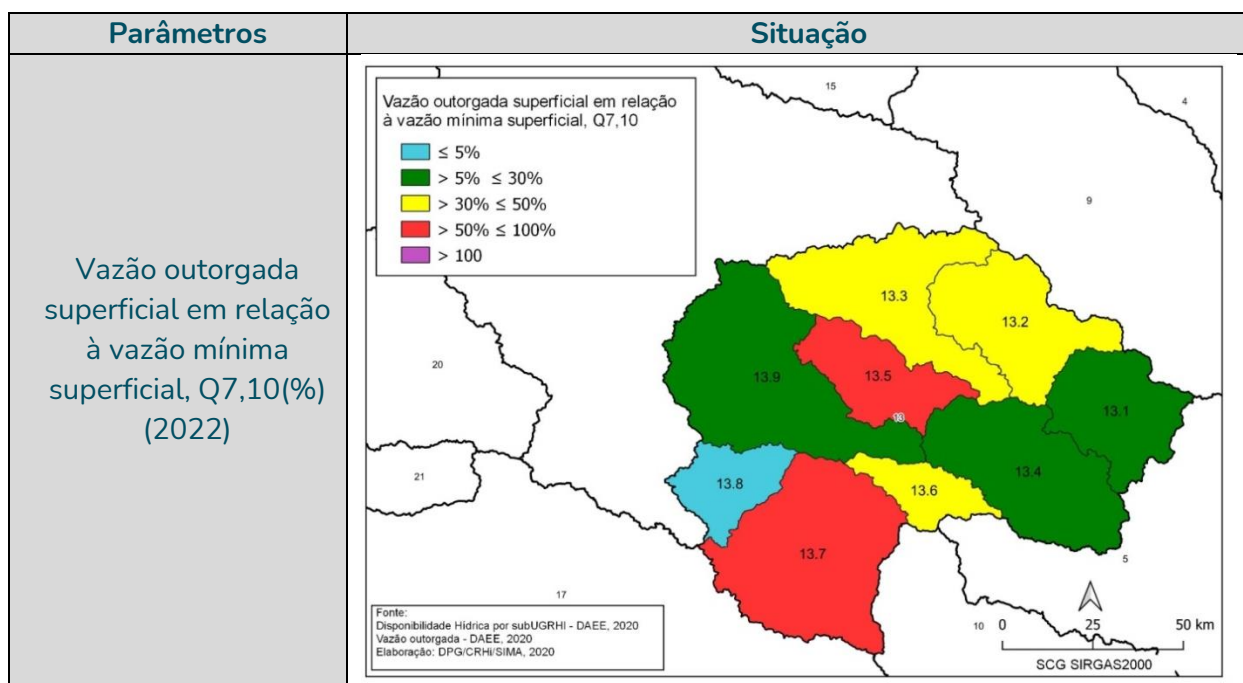 Parâmetros
Situação
Vazão outorgada
superficial em relação
à vazão mínima
superficial, Q7,10(%)
(2022)
Vazão outorgada superficial em relação
à vazão mínima superficial, Q7,10
≤ 5%
> 5% ≤ 30%
> 30% ≤ 50%
> 50% ≤ 100%
> 100
15
4
9
13.3
13.2
13.9
13.5
13
13.1
20
13.4
21
13.8
13.6
13.7
5
17
10
Fonte:
Disponibilidade Hídrica por subUGRHI - DAEE, 2020
Vazão outorgada - DAEE, 2020
Elaboração: DPG/CRHi/SIMA, 2020
0 25 50 km
SCG SIRGAS2000